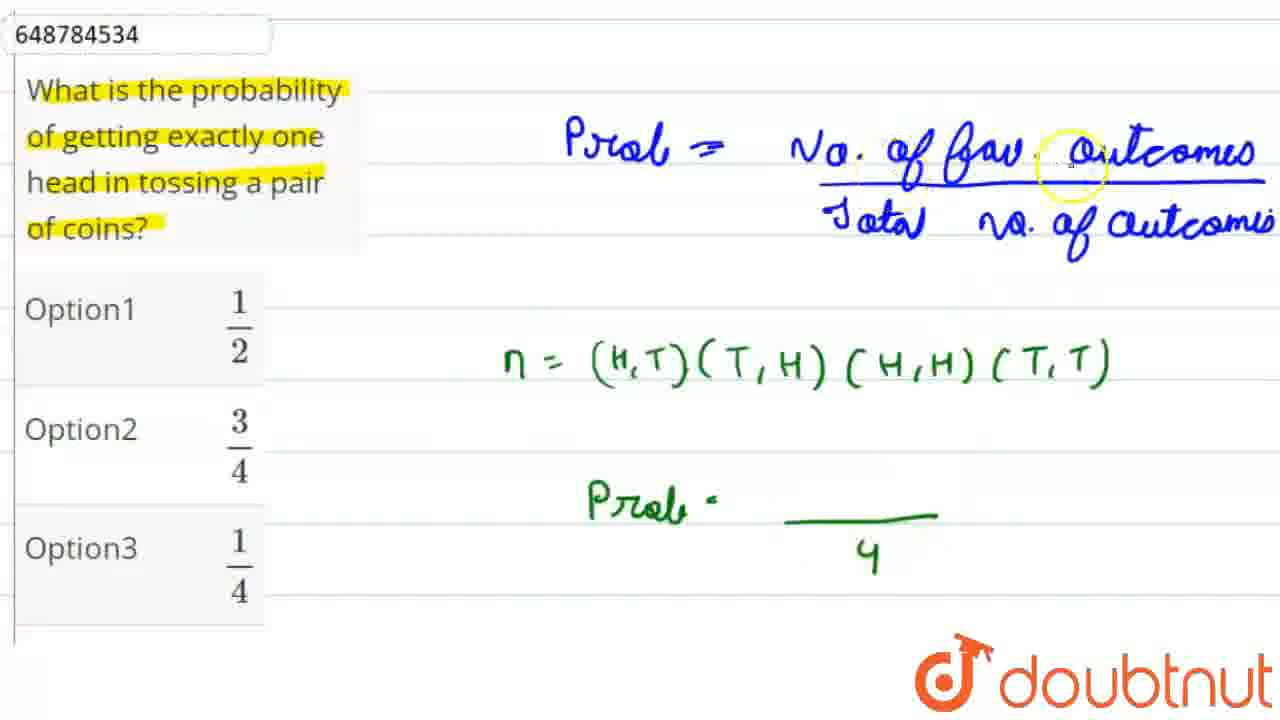 648784534
What is the probability
of getting exactly one
head in tossing a pair
of coins?
Option1 1/2
Option2 3/4
Option3 1/4
Prob = No. of fav. outcomes
Total No. of outcomes
n = (H,T) (T,H) (H,H) (T,T)
Prob =
4
doubtnut